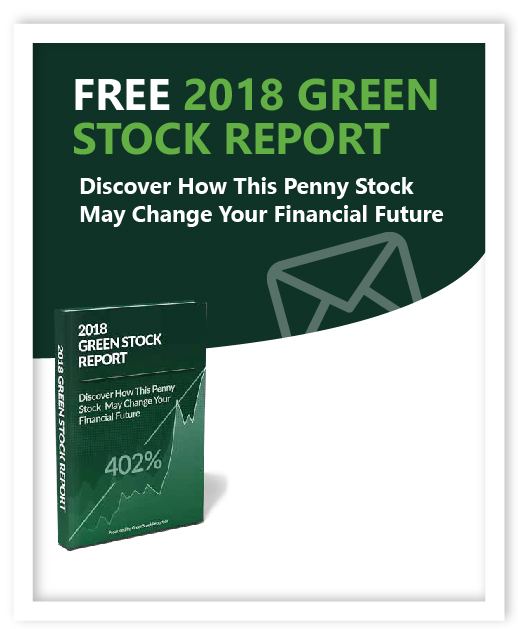 FREE 2018 GREEN
STOCK REPORT
Discover How This Penny Stock
May Change Your Financial Future
2018
GREEN STOCK
REPORT
Discover How This Penny
Stock May Change Your
Financial Future
402%
2018 GREEN STOCK REPORT